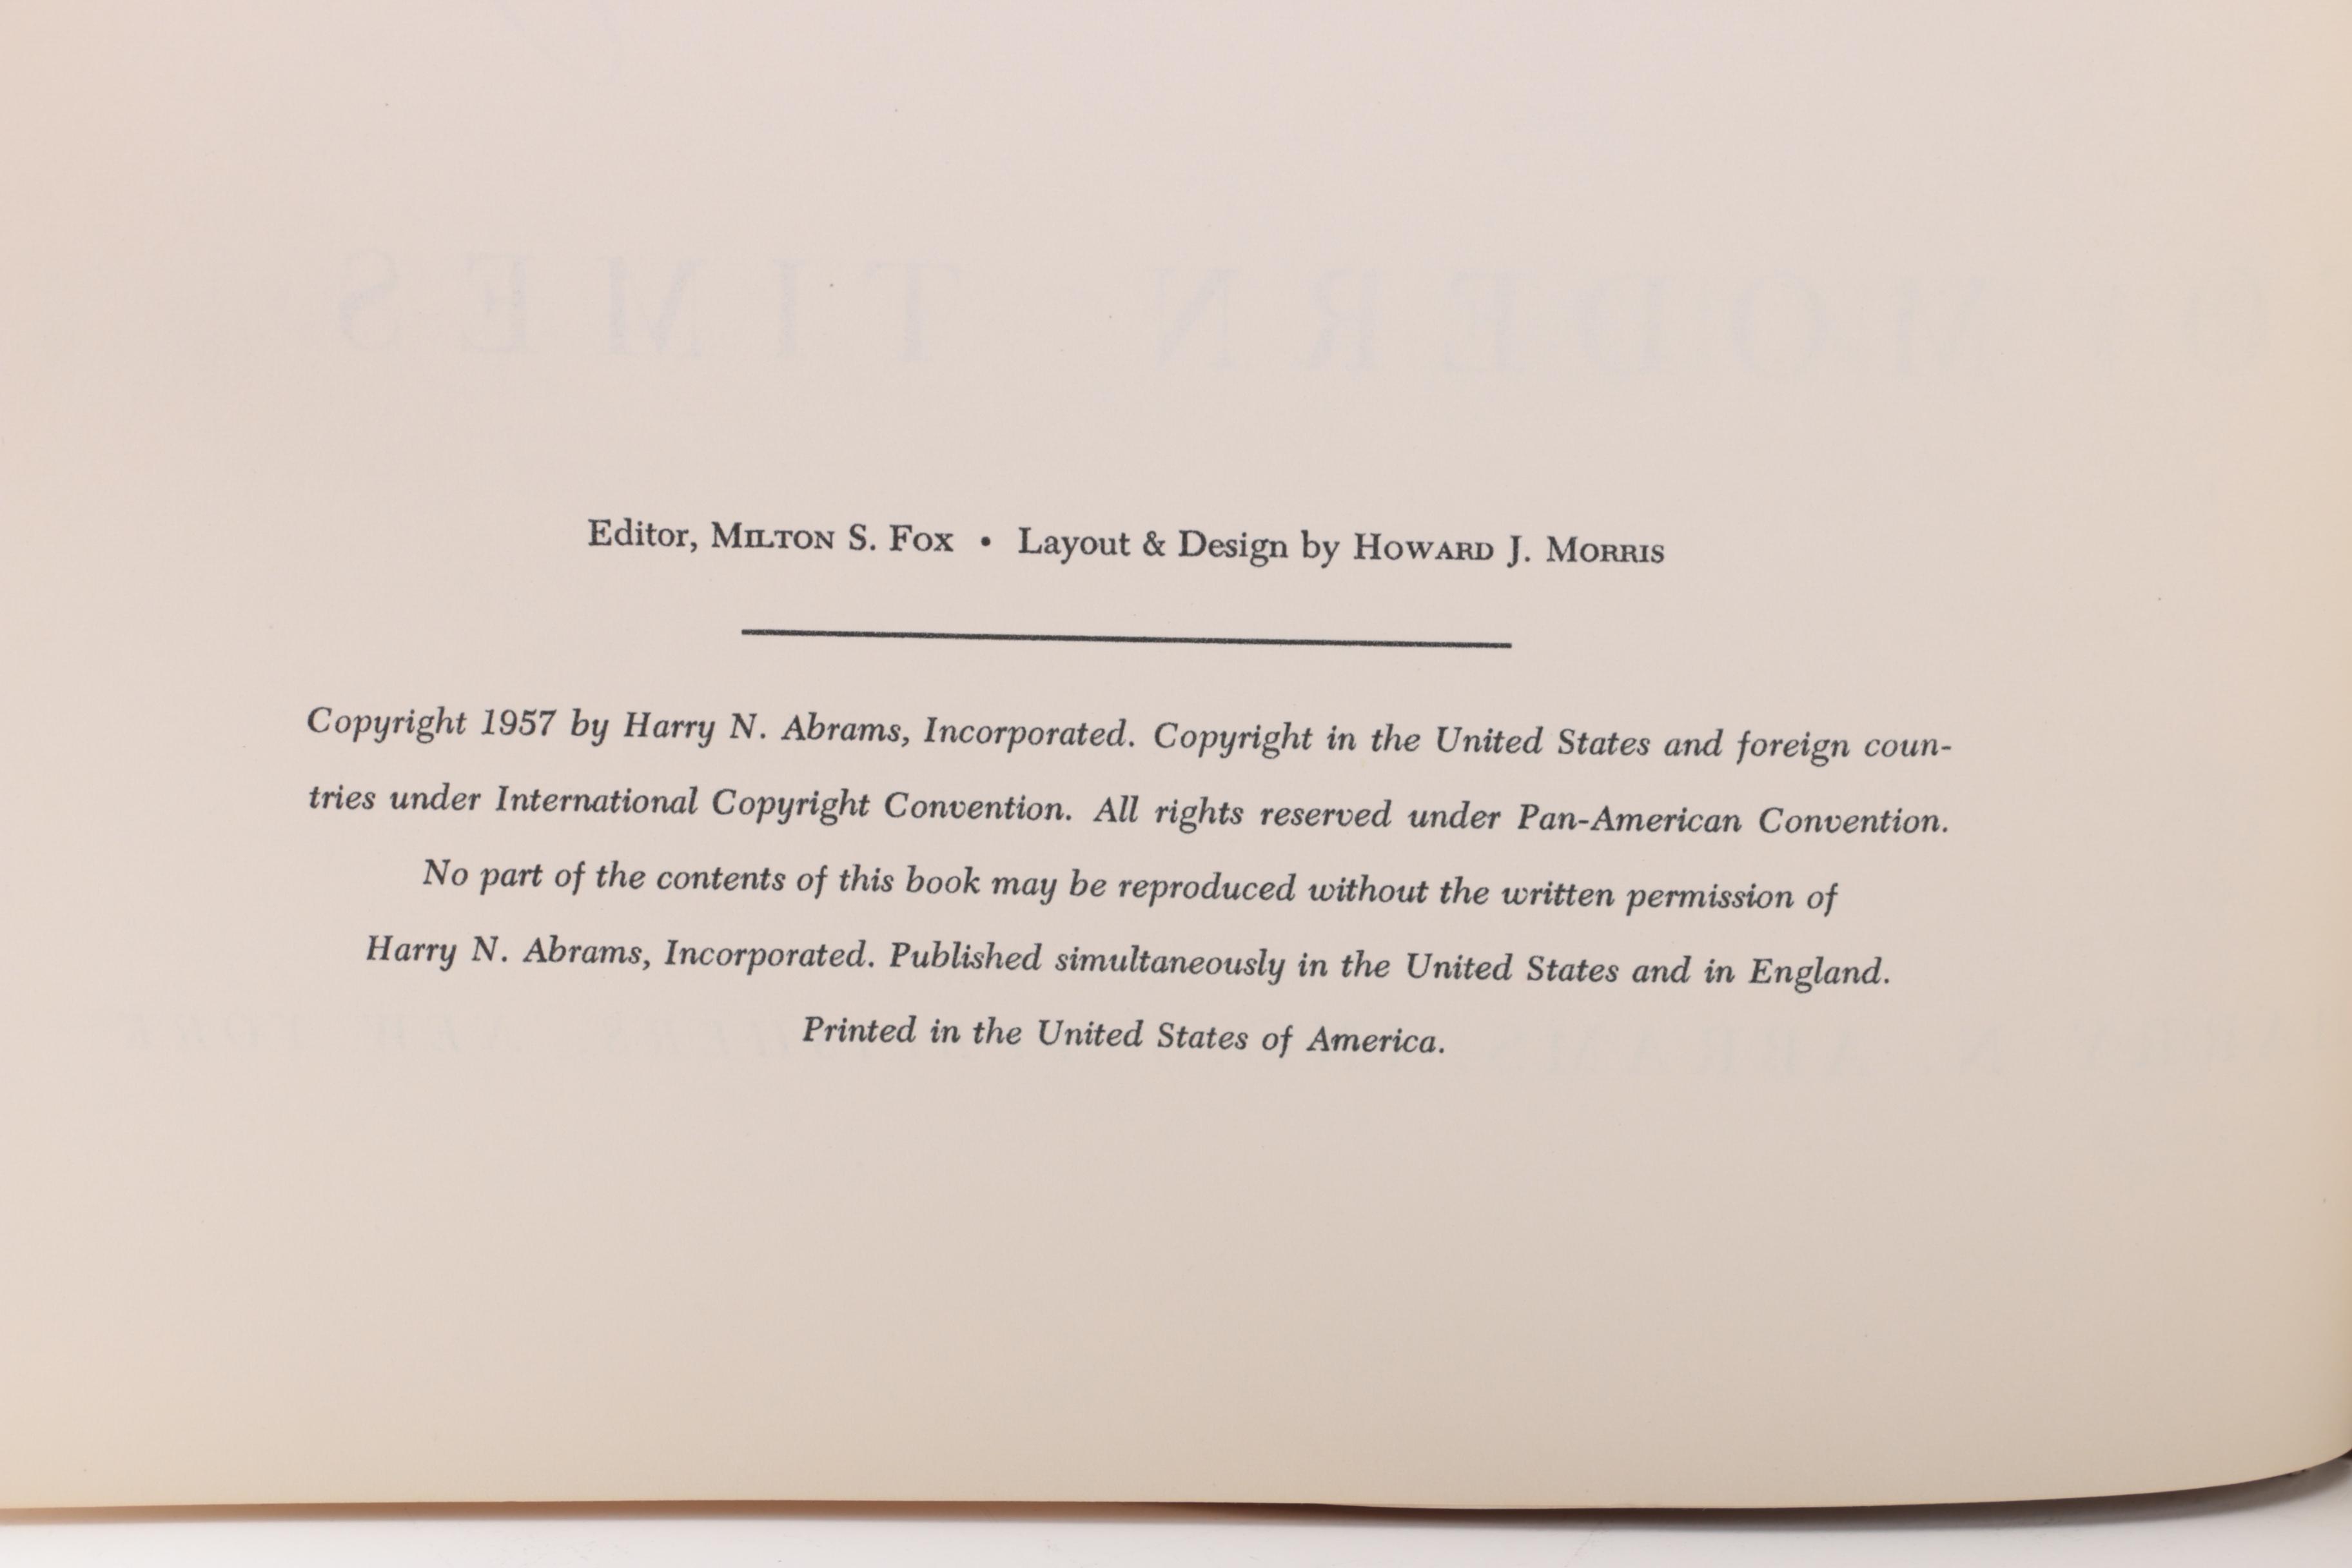 MODERN TIMES
Editor, MILTON S. FOX • Layout & Design by HOWARD J. MORRIS
Copyright 1957 by Harry N. Abrams, Incorporated. Copyright in the United States and foreign coun-
tries under International Copyright Convention. All rights reserved under Pan-American Convention.
No part of the contents of this book may be reproduced without the written permission of
Harry N. Abrams, Incorporated. Published simultaneously in the United States and in England.
Printed in the United States of America.